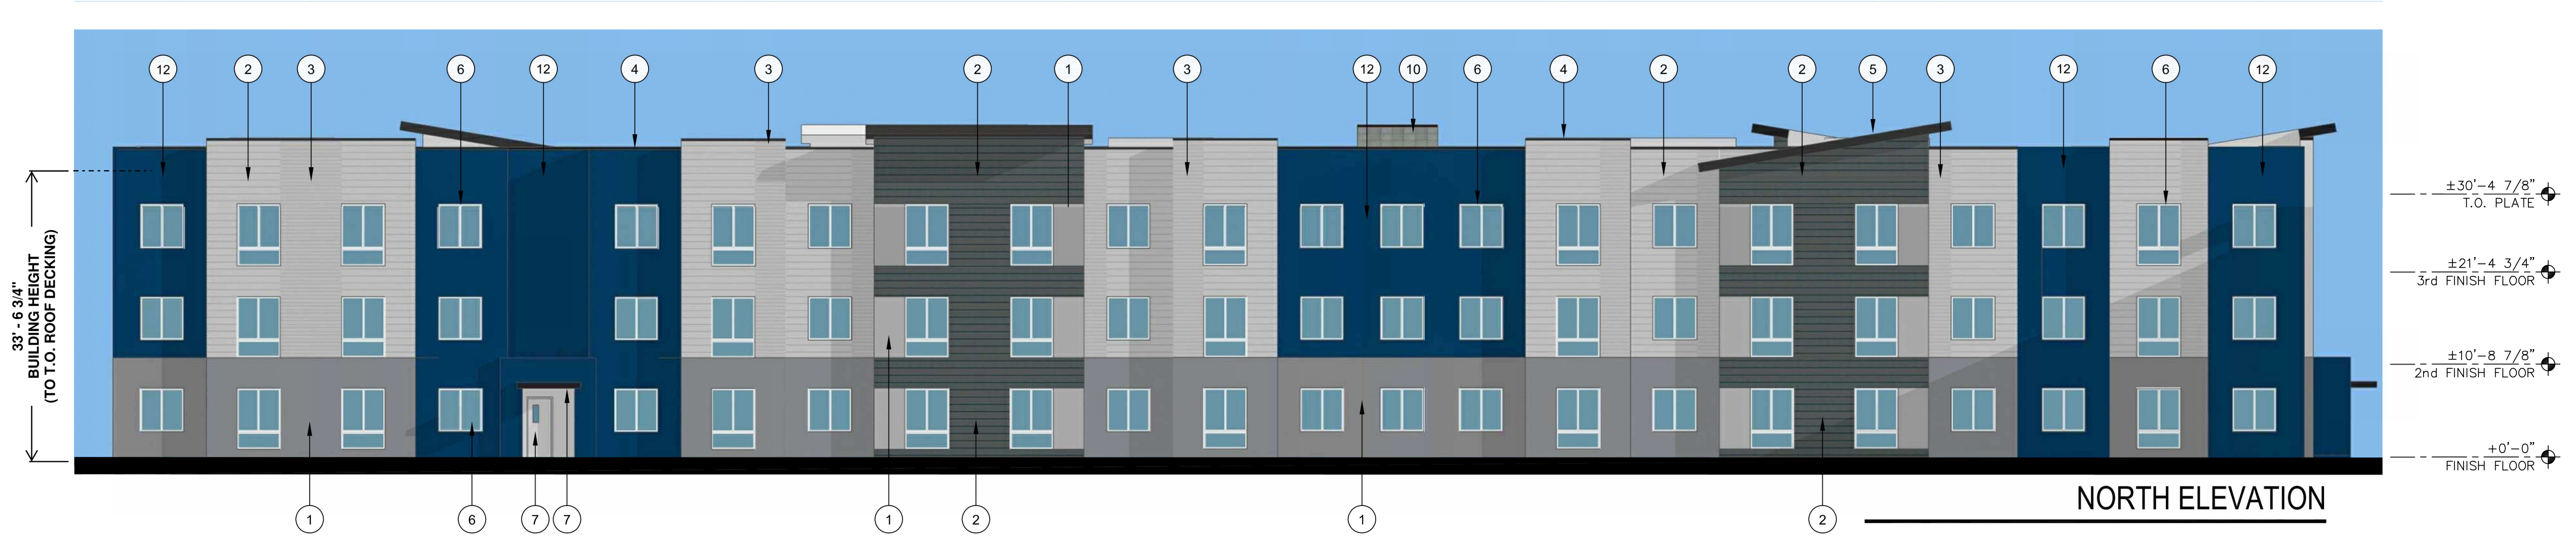 12 2 3 6 12 4 3 2 1 3 12 10 6 4 2 2 5 3 12 6 12
33' - 6 3/4"
BUILDING HEIGHT
(TO T.O. ROOF DECKING)
±30'-4 7/8"
T.O. PLATE
±21'-4 3/4"
3rd FINISH FLOOR
±10'-8 7/8"
2nd FINISH FLOOR
+0'-0"
FINISH FLOOR
NORTH ELEVATION
1 6 7 7 1 2 1 2